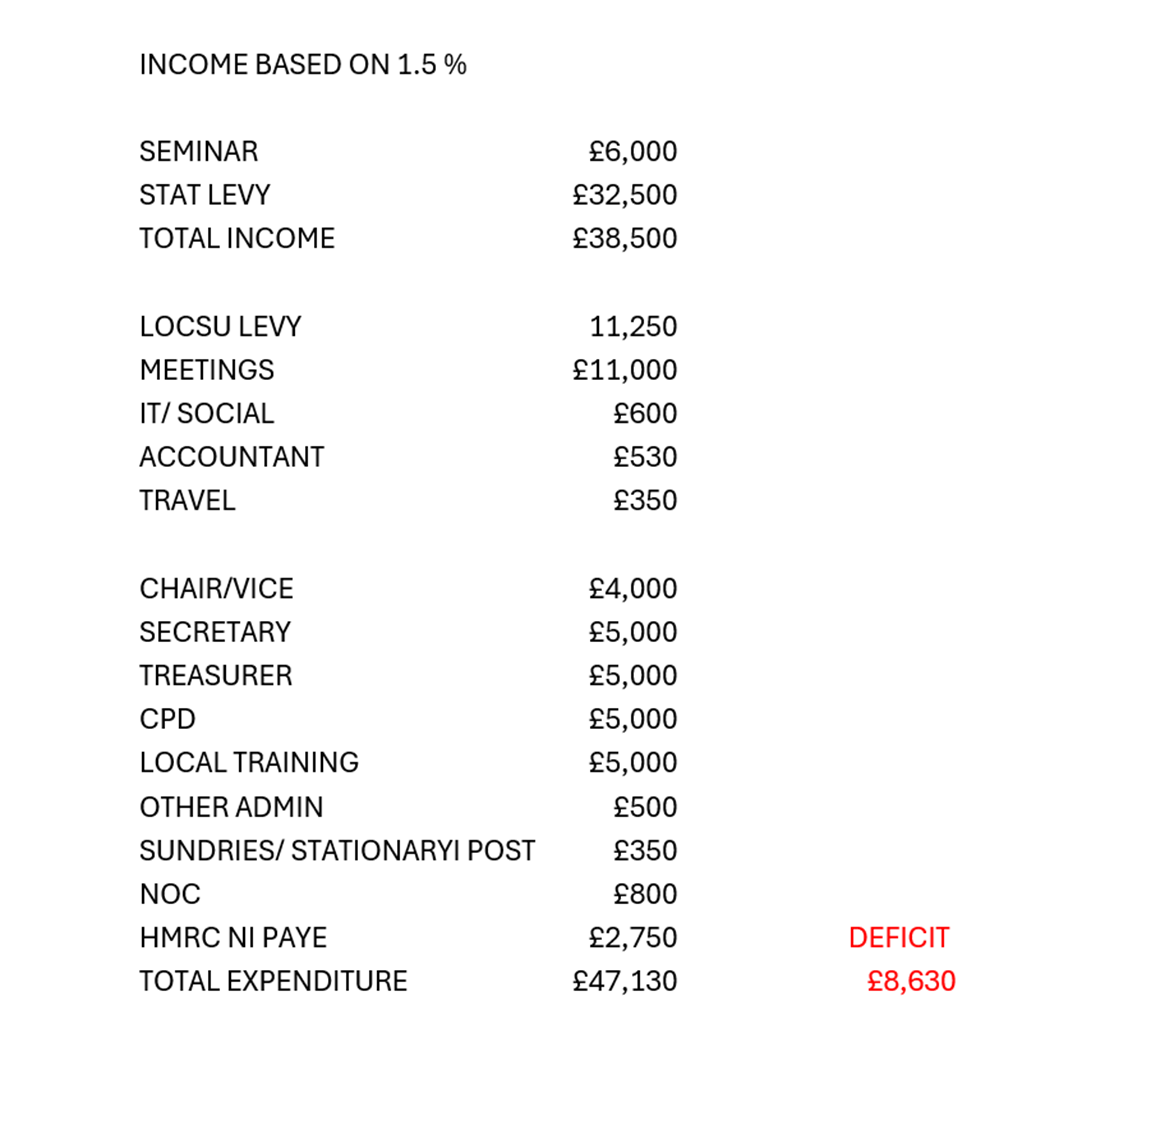 INCOME BASED ON 1.5 %
SEMINAR £6,000
STAT LEVY £32,500
TOTAL INCOME £38,500
LOCSU LEVY 11,250
MEETINGS £11,000
IT/ SOCIAL £600
ACCOUNTANT £530
TRAVEL £350
CHAIR/VICE £4,000
SECRETARY £5,000
TREASURER £5,000
CPD £5,000
LOCAL TRAINING £5,000
OTHER ADMIN £500
SUNDRIES/ STATIONARYI POST £350
NOC £800
HMRC NI PAYE £2,750 DEFICIT
TOTAL EXPENDITURE £47,130 £8,630